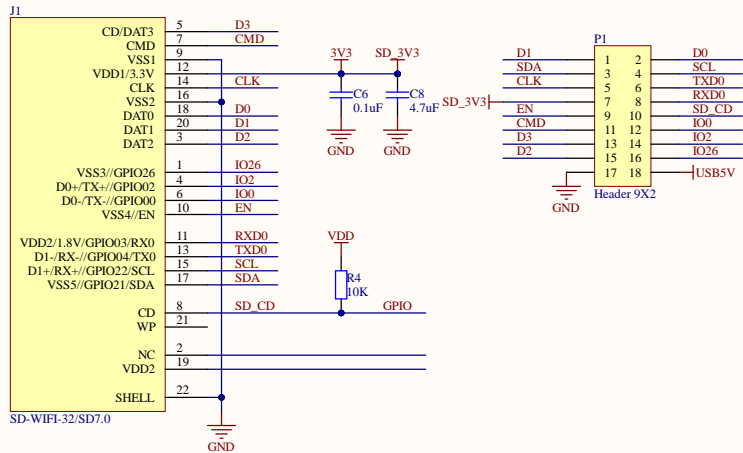 J1
CD/DAT3 5 D3
CMD 7 CMD
VSS1 9
VDD1/3.3V 12
CLK 14 CLK
VSS2 16
DAT0 18 D0
DAT1 20 D1
DAT2 3 D2
VSS3//GPIO26 1 IO26
D0+/TX+//GPIO02 4 IO2
D0-/TX-//GPIO00 6 IO0
VSS4//EN 10 EN
VDD2/1.8V/GPIO03/RX0 11 RXD0
D1-/RX-//GPIO04/TX0 13 TXD0
D1+/RX+//GPIO22/SCL 15 SCL
VSS5//GPIO21/SDA 17 SDA
CD 8 SD_CD GPIO
WP 21
NC 2
VDD2 19
SHELL 22
SD-WIFI-32/SD7.0
GND
3V3 SD_3V3
C6 C8
0.1uF 4.7uF
GND GND
VDD
R4
10K
P1
D1 1 2 D0
SDA 3 4 SCL
CLK 5 6 TXD0
SD_3V3 7 8 RXD0
EN 9 10 SD_CD
CMD 11 12 IO0
D3 13 14 IO2
D2 15 16 IO26
17 18 USB5V
Header 9X2
GND